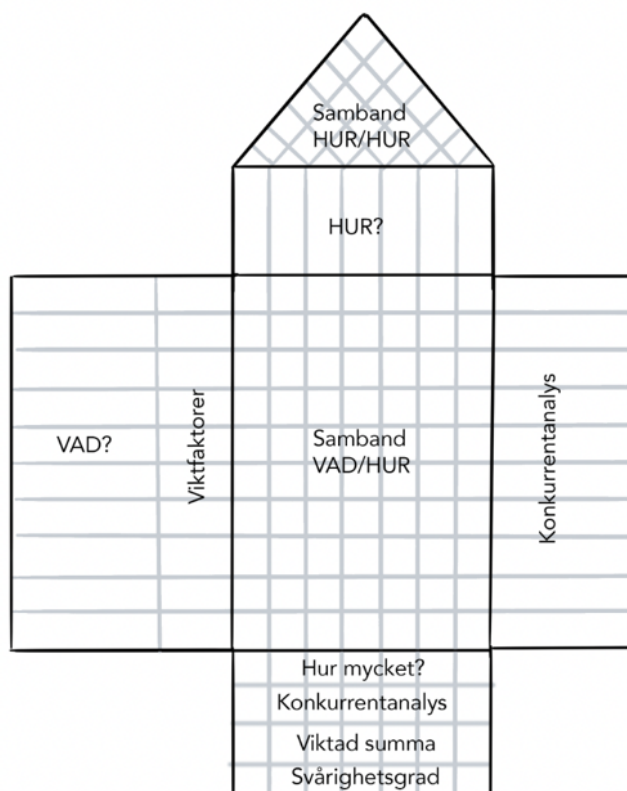 Samband
HUR/HUR
HUR?
VAD?
Viktfaktorer
Samband
VAD/HUR
Konkurrentanalys
Hur mycket?
Konkurrentanalys
Viktad summa
Svårighetsgrad